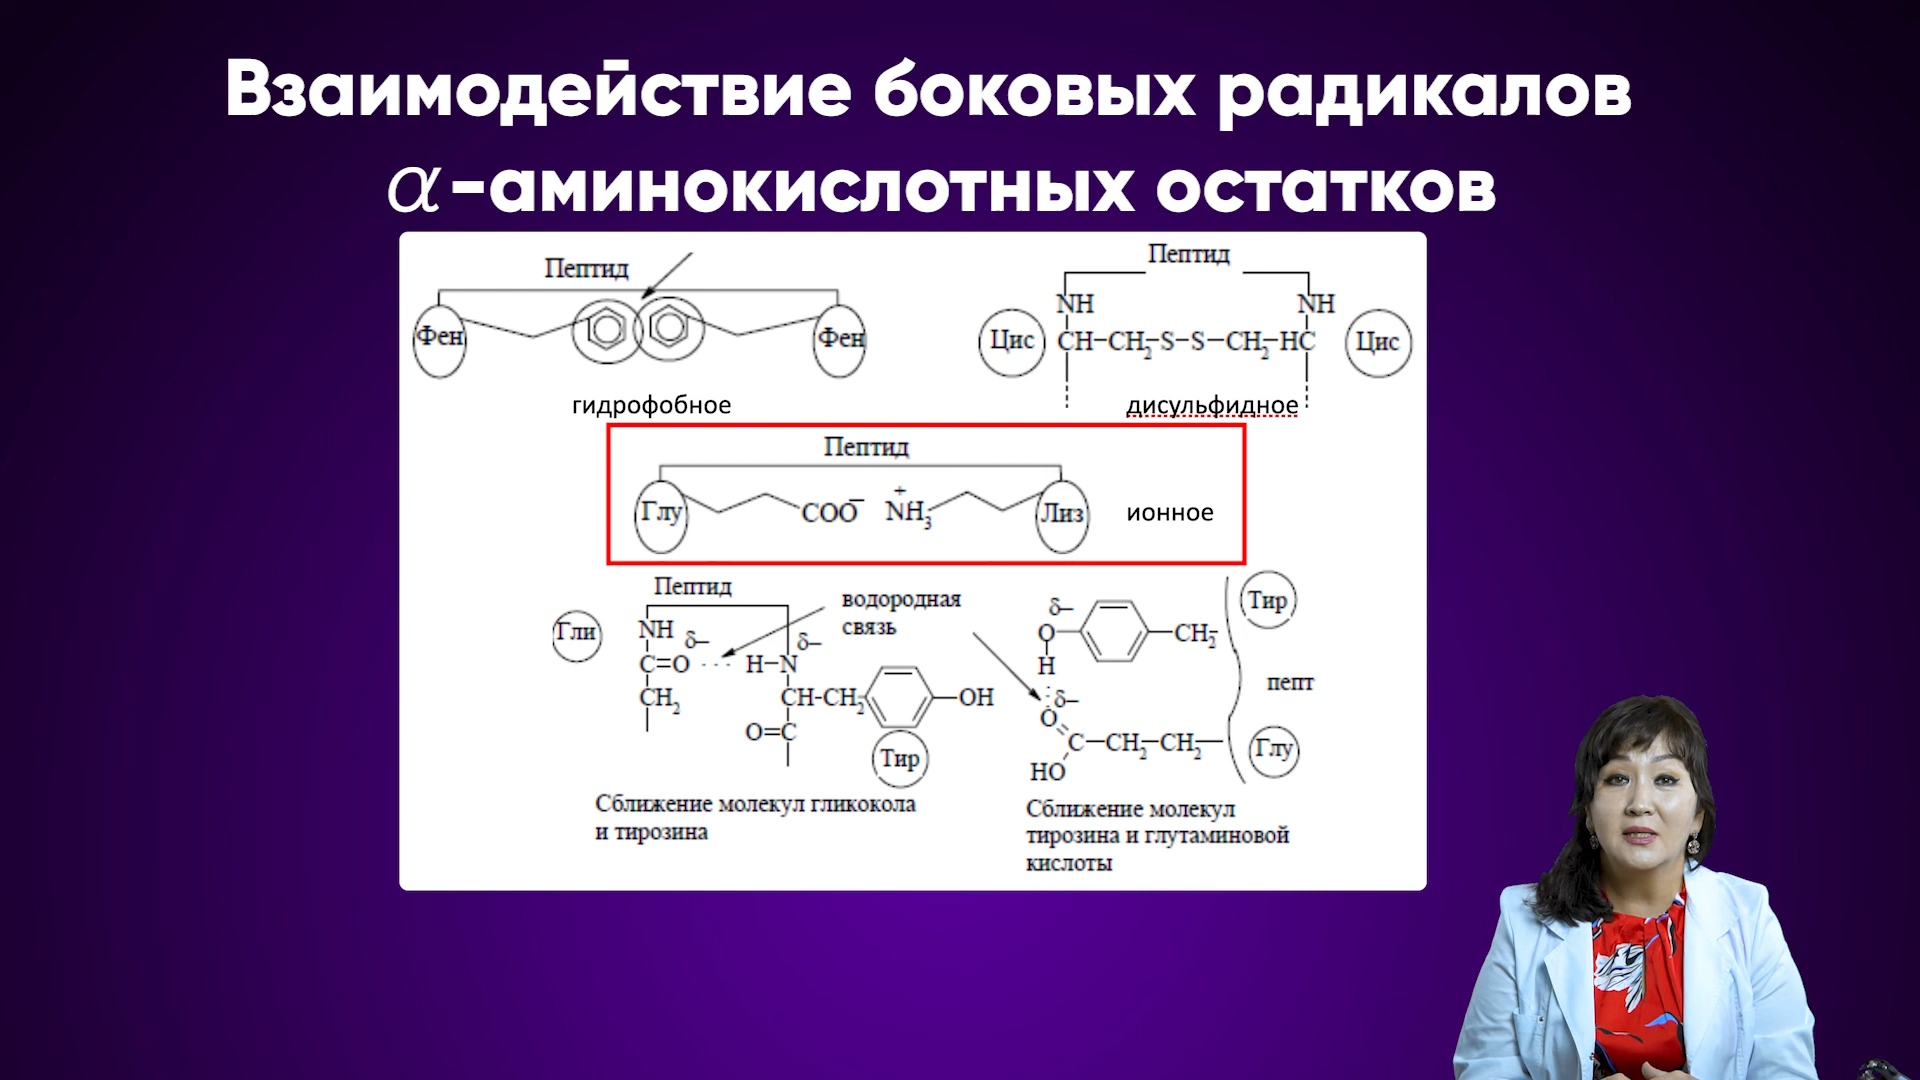 Взаимодействие боковых радикалов
α-аминокислотных остатков
Пептид
Фен
Фен
гидрофобное
Пептид
NH
NH
Цис
CH–CH2–S–S–CH2–HC
Цис
дисульфидное
Пептид
Глу
COO⁻
⁺NH3
Лиз
ионное
Пептид
Гли
NH
δ–
C=O
H–N
δ–
CH2
CH–CH2
OH
O=C
Тир
водородная
связь
Сближение молекул гликокола
и тирозина
δ–
O
CH2–
H
δ–
O
C–CH2–CH2–
HO
Тир
пепт
Глу
Сближение молекул
тирозина и глутаминовой
кислоты